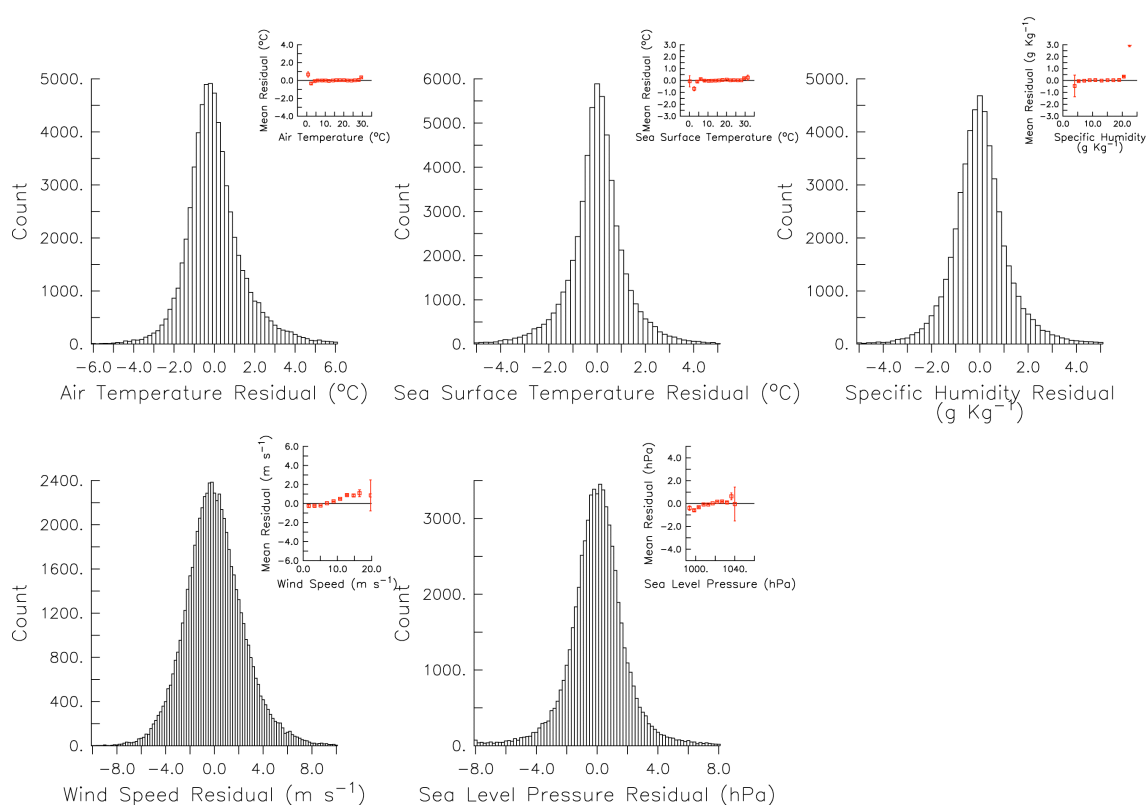 4.0
2.0
0.0
−2.0
−4.0
Mean Residual (°C)
0. 10. 20. 30.
Air Temperature (°C)
5000.
4000.
3000.
2000.
1000.
0.
Count
−6.0 −4.0 −2.0 0.0 2.0 4.0 6.0
Air Temperature Residual (°C)
3.0
2.0
1.0
0.0
−1.0
−2.0
−3.0
Mean Residual (°C)
0. 10. 20. 30.
Sea Surface Temperature (°C)
6000.
5000.
4000.
3000.
2000.
1000.
0.
Count
−4.0 −2.0 0.0 2.0 4.0
Sea Surface Temperature Residual (°C)
3.0
2.0
1.0
0.0
−1.0
−2.0
−3.0
Mean Residual (g Kg⁻¹)
0.0 10.0 20.0
Specific Humidity
(g Kg⁻¹)
5000.
4000.
3000.
2000.
1000.
0.
Count
−4.0 −2.0 0.0 2.0 4.0
Specific Humidity Residual
(g Kg⁻¹)
6.0
4.0
2.0
0.0
−2.0
−4.0
−6.0
Mean Residual (m s⁻¹)
0.0 5.0 10.0 20.0
Wind Speed (m s⁻¹)
2400.
2200.
1800.
1400.
1200.
800.
400.
0.
Count
−8.0 −4.0 0.0 4.0 8.0
Wind Speed Residual (m s⁻¹)
4.0
2.0
0.0
−2.0
−4.0
Mean Residual (hPa)
1000. 1040.
Sea Level Pressure (hPa)
3000.
2000.
1000.
0.
Count
−8.0 −4.0 0.0 4.0 8.0
Sea Level Pressure Residual (hPa)